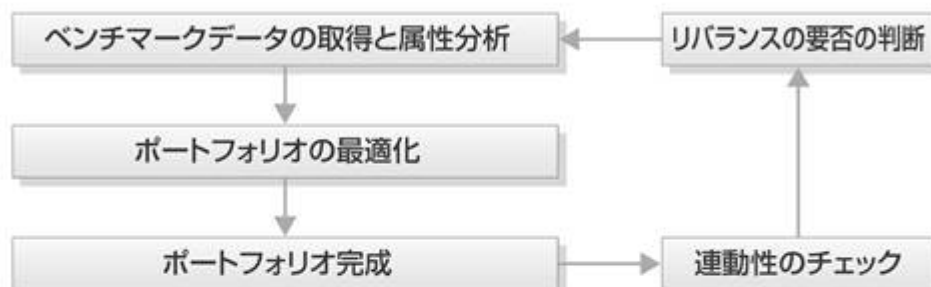 ベンチマークデータの取得と属性分析
リバランスの要否の判断
ポートフォリオの最適化
ポートフォリオ完成
連動性のチェック